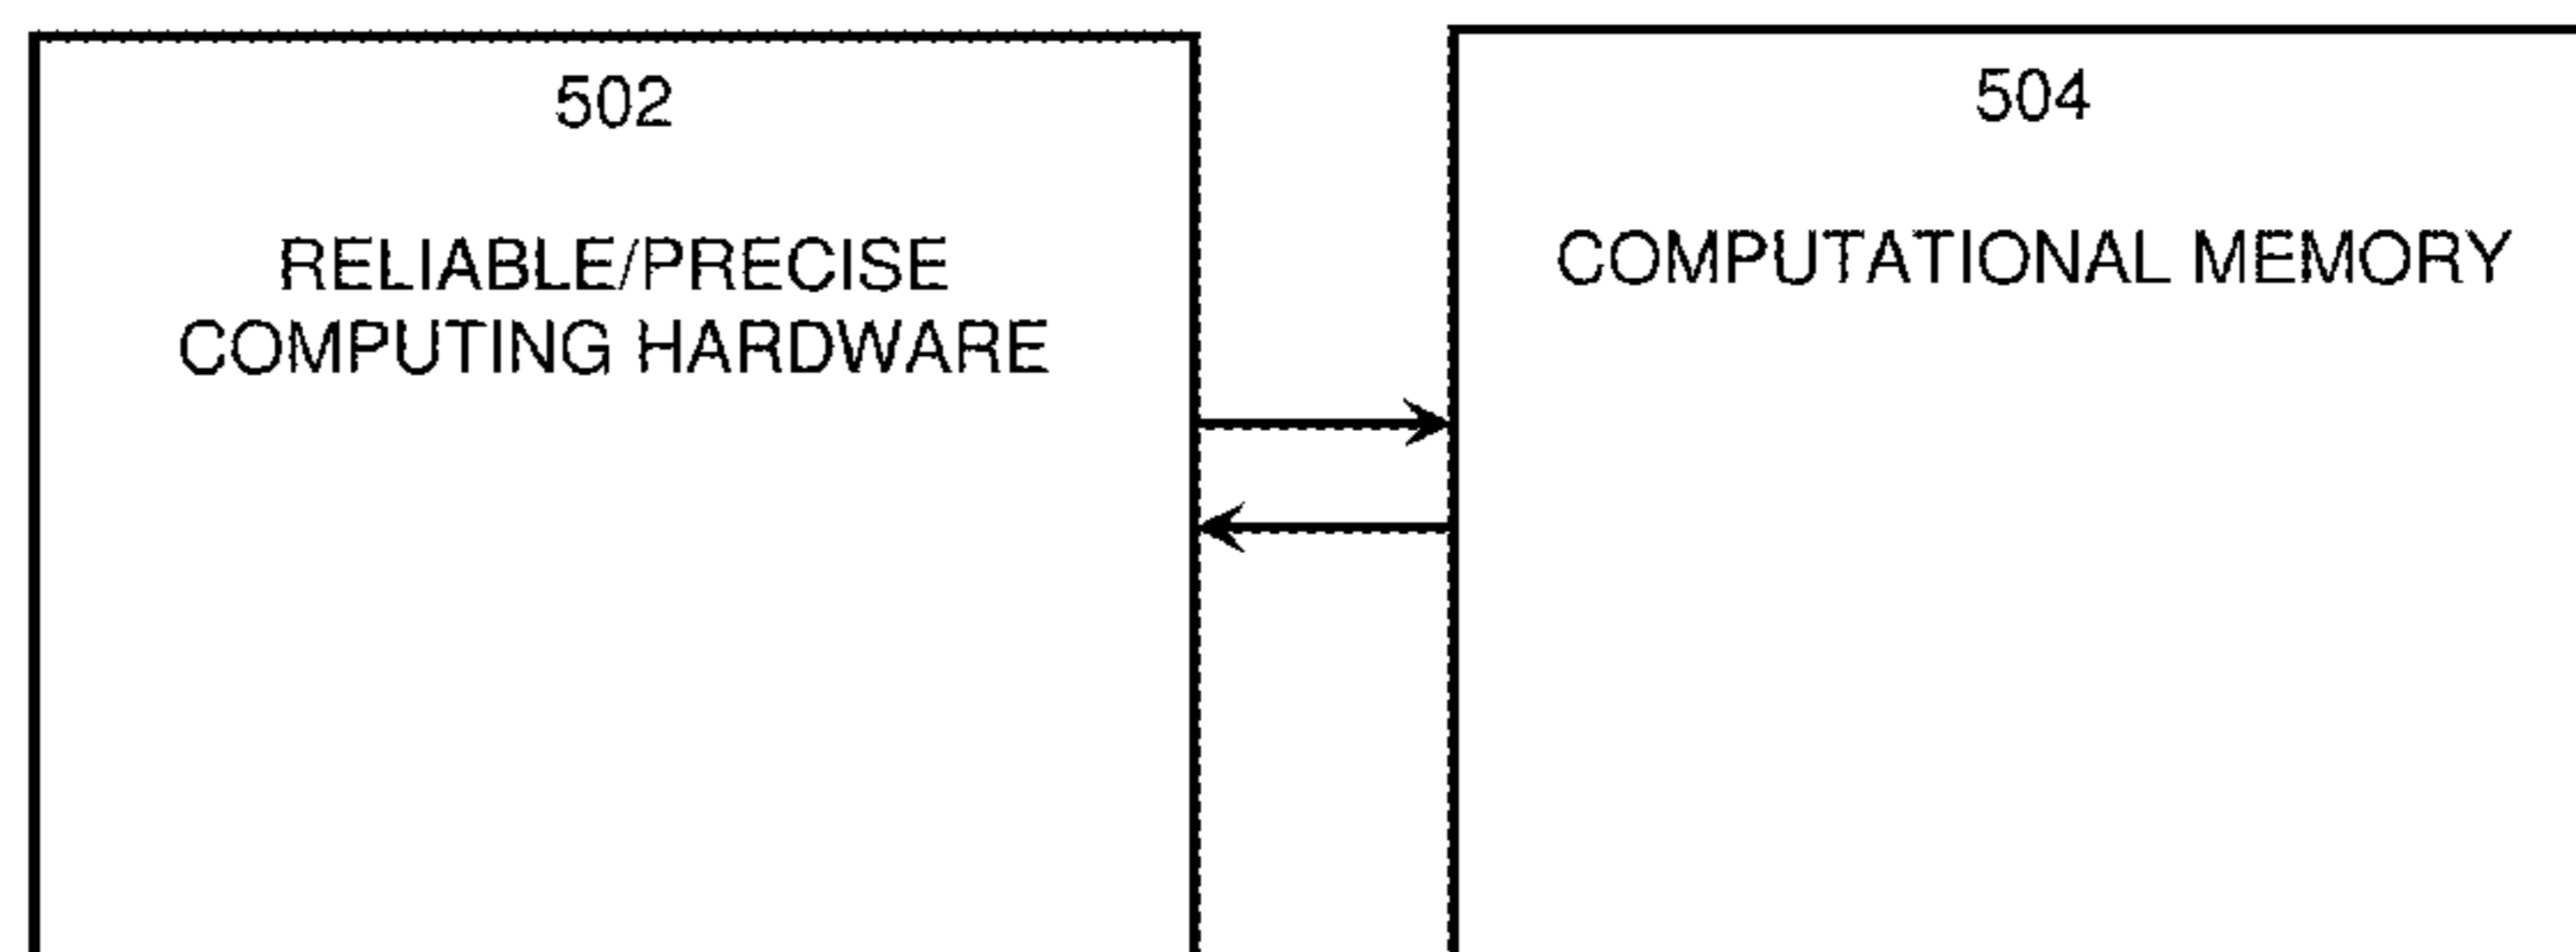 502
RELIABLE/PRECISE
COMPUTING HARDWARE
504
COMPUTATIONAL MEMORY